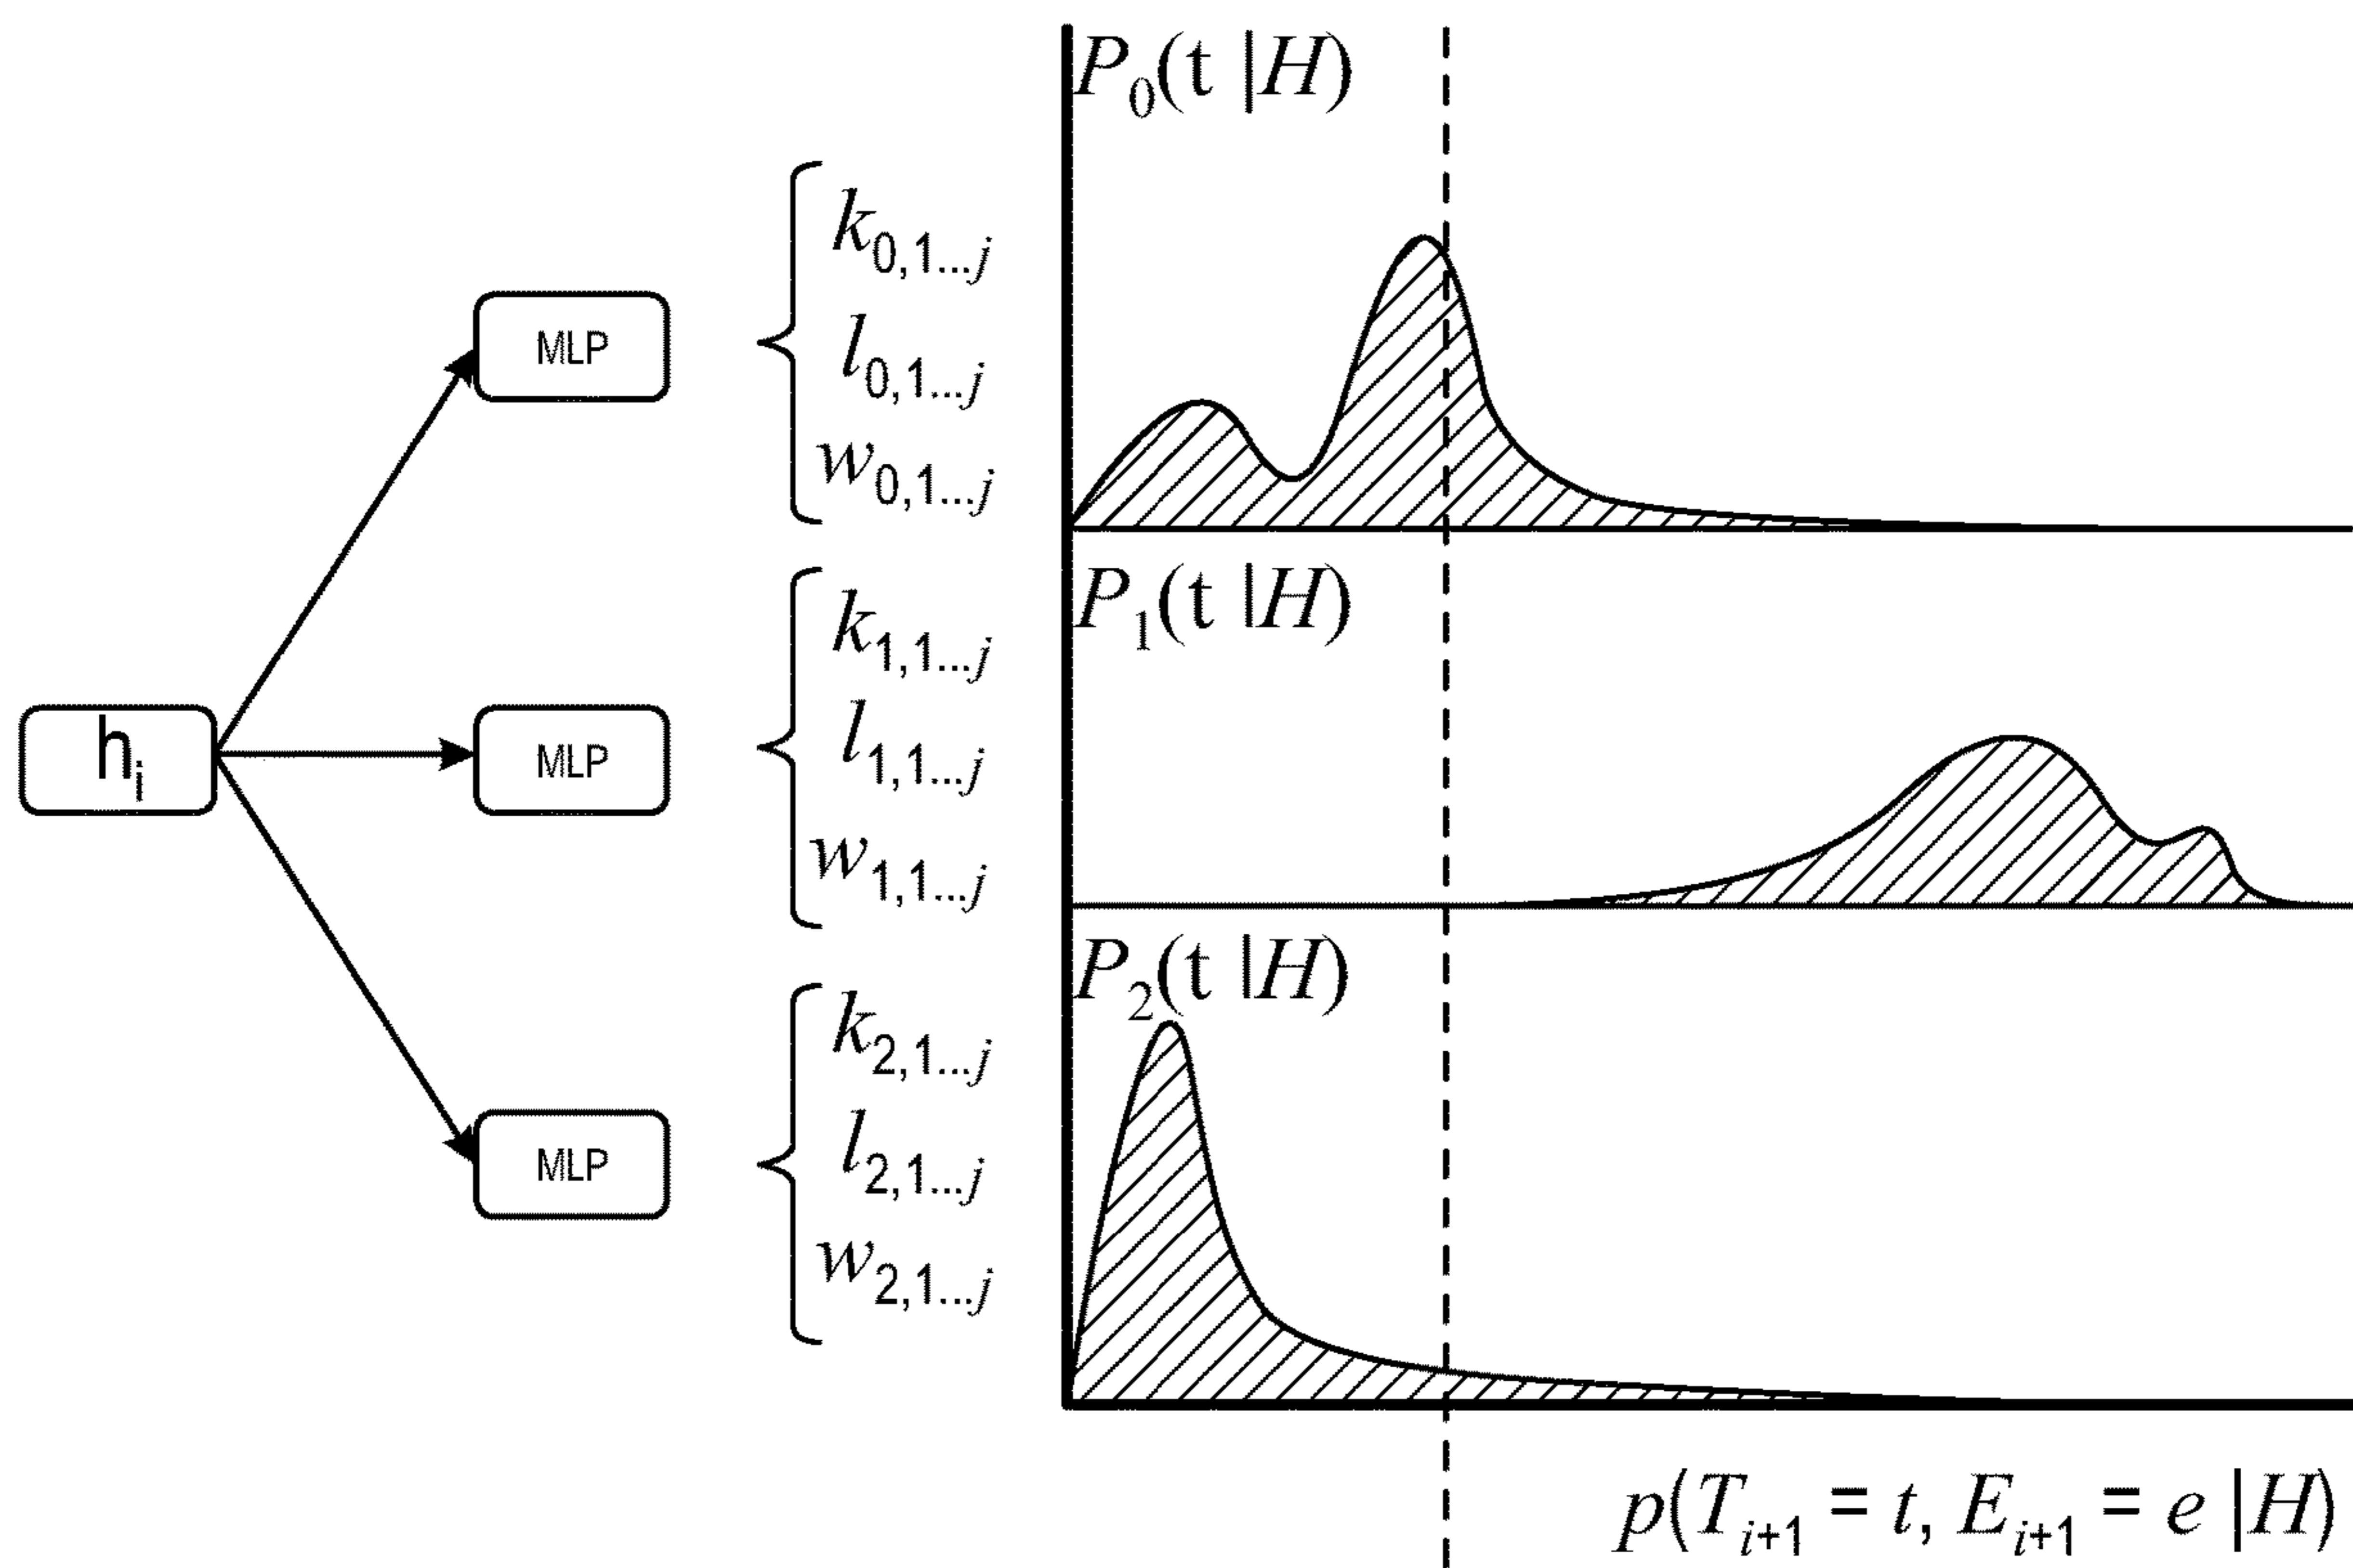 P₀(t |H)
MLP
k₀,₁...ⱼ
l₀,₁...ⱼ
w₀,₁...ⱼ
P₁(t |H)
hᵢ
MLP
k₁,₁...ⱼ
l₁,₁...ⱼ
w₁,₁...ⱼ
P₂(t |H)
MLP
k₂,₁...ⱼ
l₂,₁...ⱼ
w₂,₁...ⱼ
p(Tᵢ₊₁ = t, Eᵢ₊₁ = e |H)